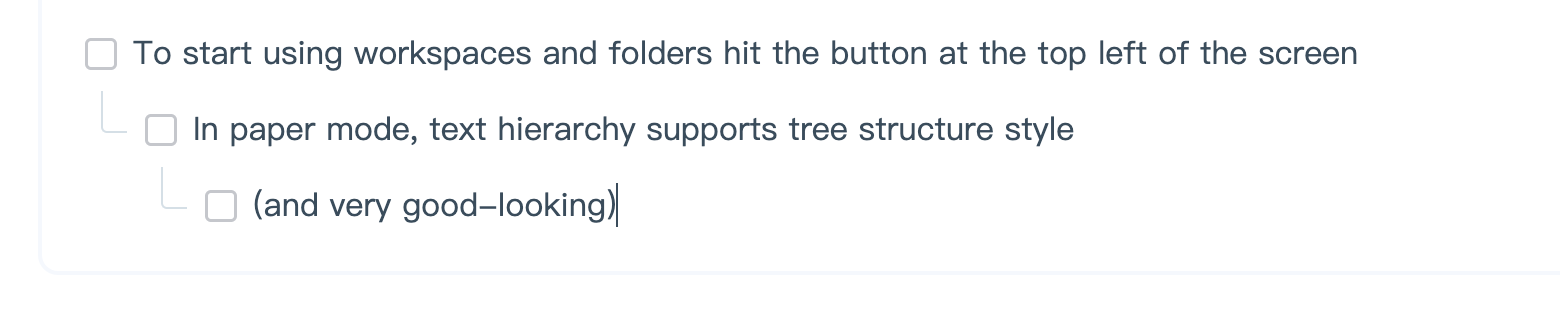 To start using workspaces and folders hit the button at the top left of the screen
In paper mode, text hierarchy supports tree structure style
(and very good–looking)